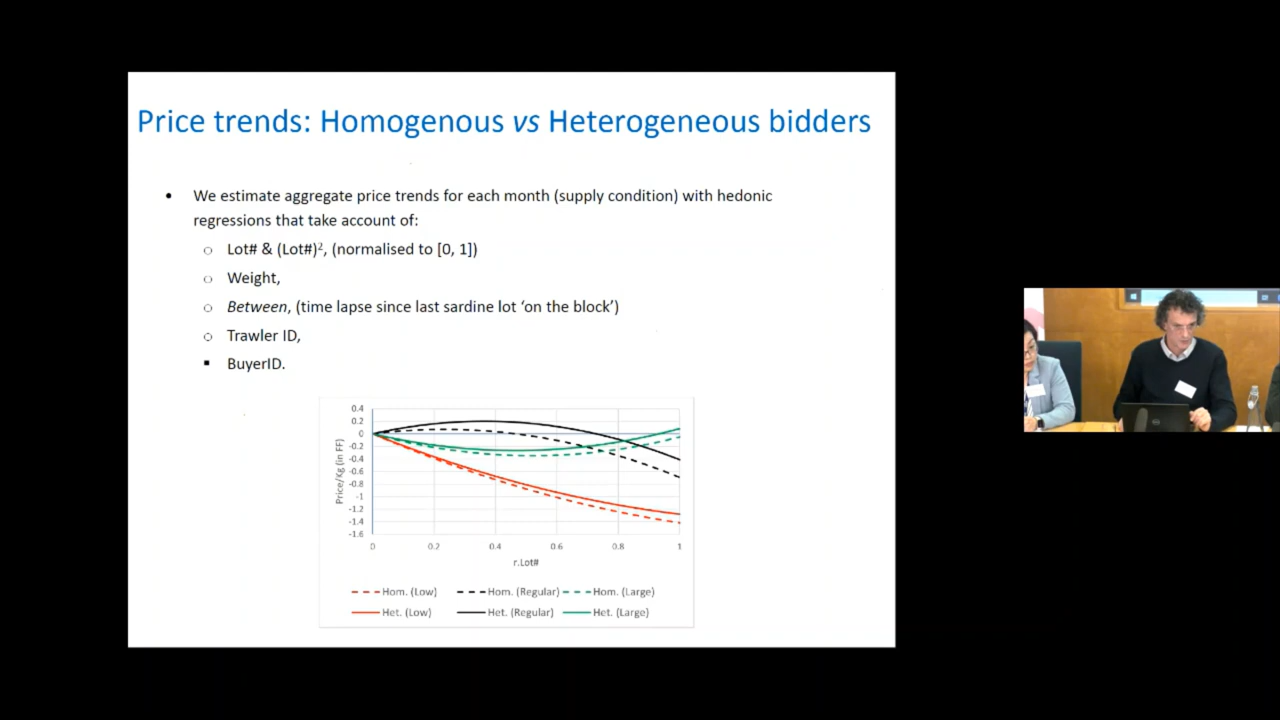 Price trends: Homogenous vs Heterogeneous bidders
• We estimate aggregate price trends for each month (supply condition) with hedonic
regressions that take account of:
○ Lot# & (Lot#)², (normalised to [0, 1])
○ Weight,
○ Between, (time lapse since last sardine lot ‘on the block’)
○ Trawler ID,
▪ BuyerID.
Price/Kg (in FF)
0.4
0.2
0
-0.2
-0.4
-0.6
-0.8
-1
-1.2
-1.4
-1.6
0 0.2 0.4 0.6 0.8 1
r.Lot#
Hom. (Low) Hom. (Regular) Hom. (Large)
Het. (Low) Het. (Regular) Het. (Large)